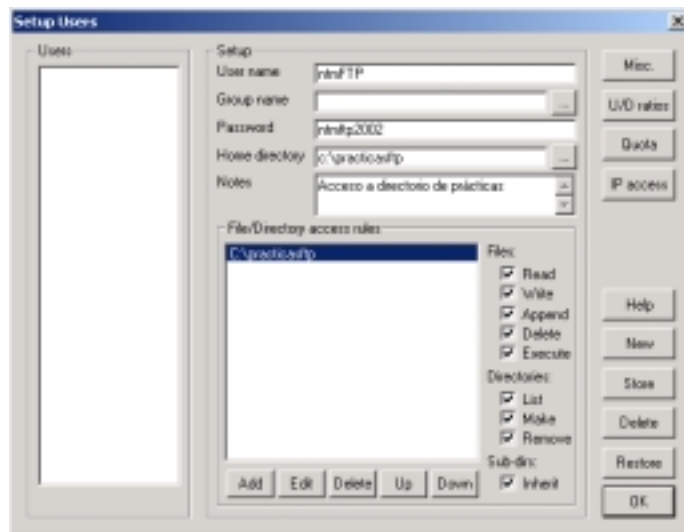 Setup Users
Users
Setup
User name
ntmFTP
Group name
...
Password
ntmftp2002
Home directory
c:\practicasftp
...
Notes
Acceso a directorio de prácticas
File/Directory access rules
C:\practicasftp
Files:
Read
Write
Append
Delete
Execute
Directories:
List
Make
Remove
Sub-dirs:
Inherit
Add
Edit
Delete
Up
Down
Misc.
U/D ratios
Quota
IP access
Help
New
Store
Delete
Restore
OK